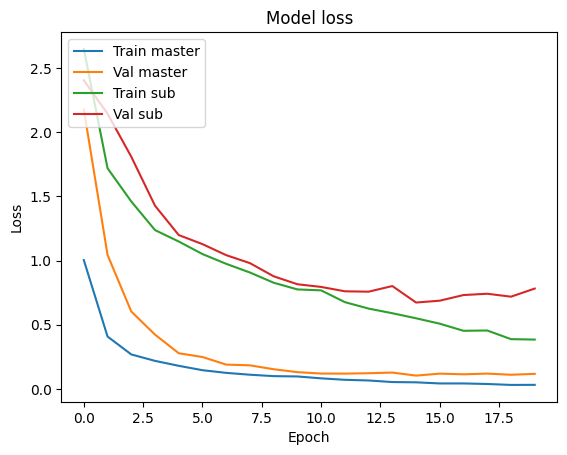 Model loss
Train master
Val master
Train sub
Val sub
2.5
2.0
1.5
1.0
0.5
0.0
Loss
0.0
2.5
5.0
7.5
10.0
12.5
15.0
17.5
Epoch